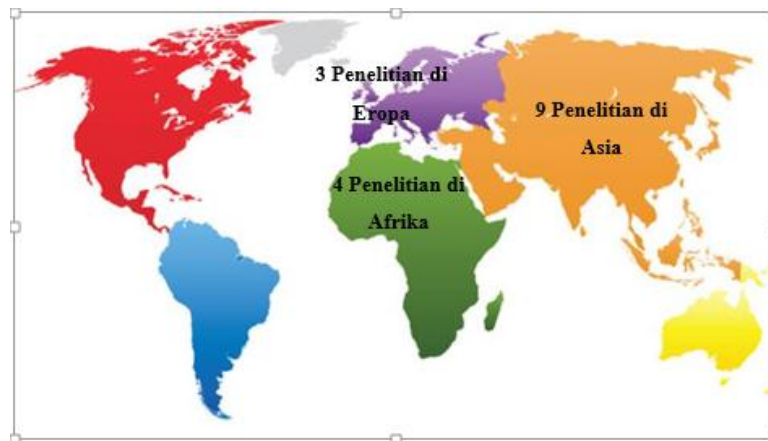 3 Penelitian di
Eropa
9 Penelitian di
Asia
4 Penelitian di
Afrika